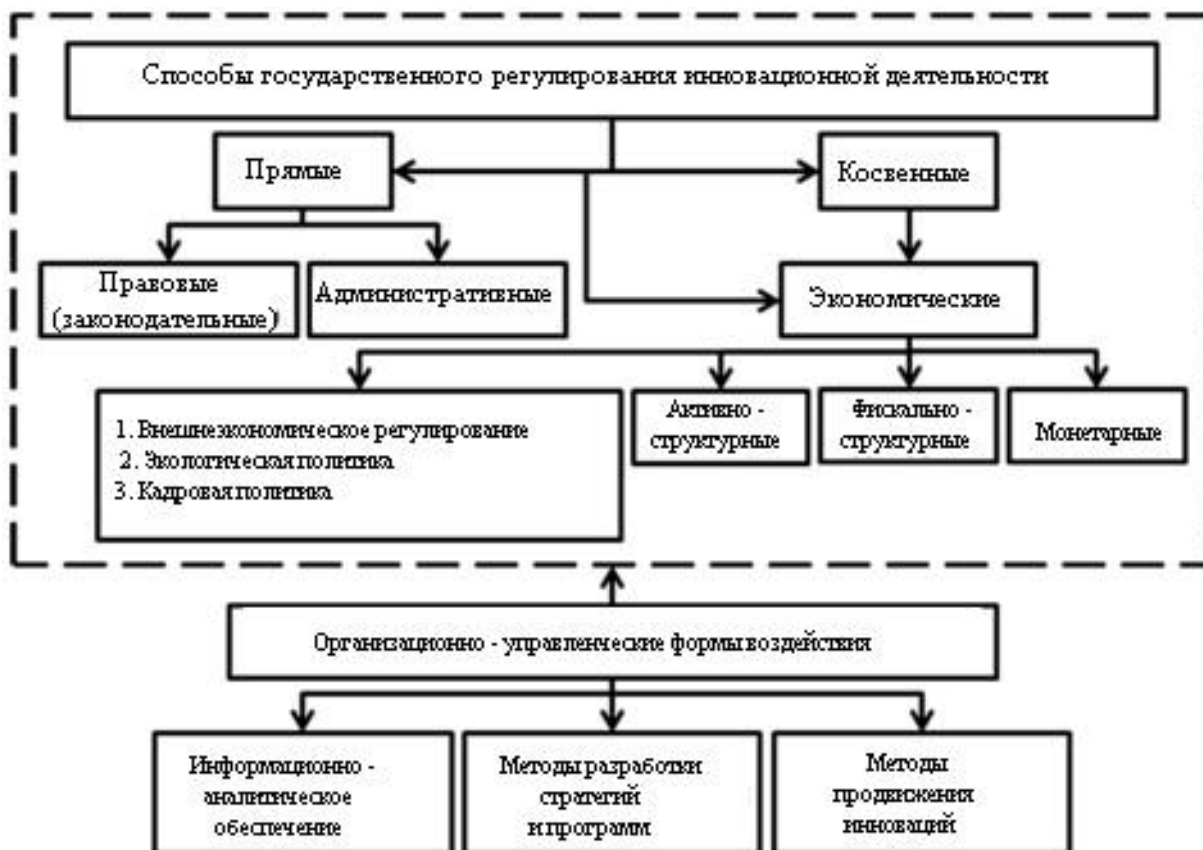 Способы государственного регулирования инновационной деятельности
Прямые
Косвенные
Правовые
(законодательные)
Административные
Экономические
1. Внешнеэкономическое регулирование
2. Экологическая политика
3. Кадровая политика
Активно -
структурные
Фискально -
структурные
Монетарные
Организационно - управленческие формы воздействия
Информационно -
аналитическое
обеспечение
Методы разработки
стратегий
и программ
Методы
продвижения
инноваций